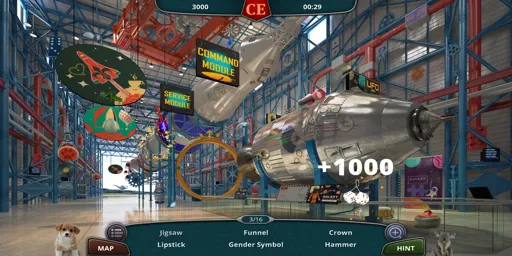 3000
CE
00:29
COMMAND
MODULE
SERVICE
MODULE
UFO
+1000
3/16
Jigsaw
Funnel
Crown
Lipstick
Gender Symbol
Hammer
MAP
HINT